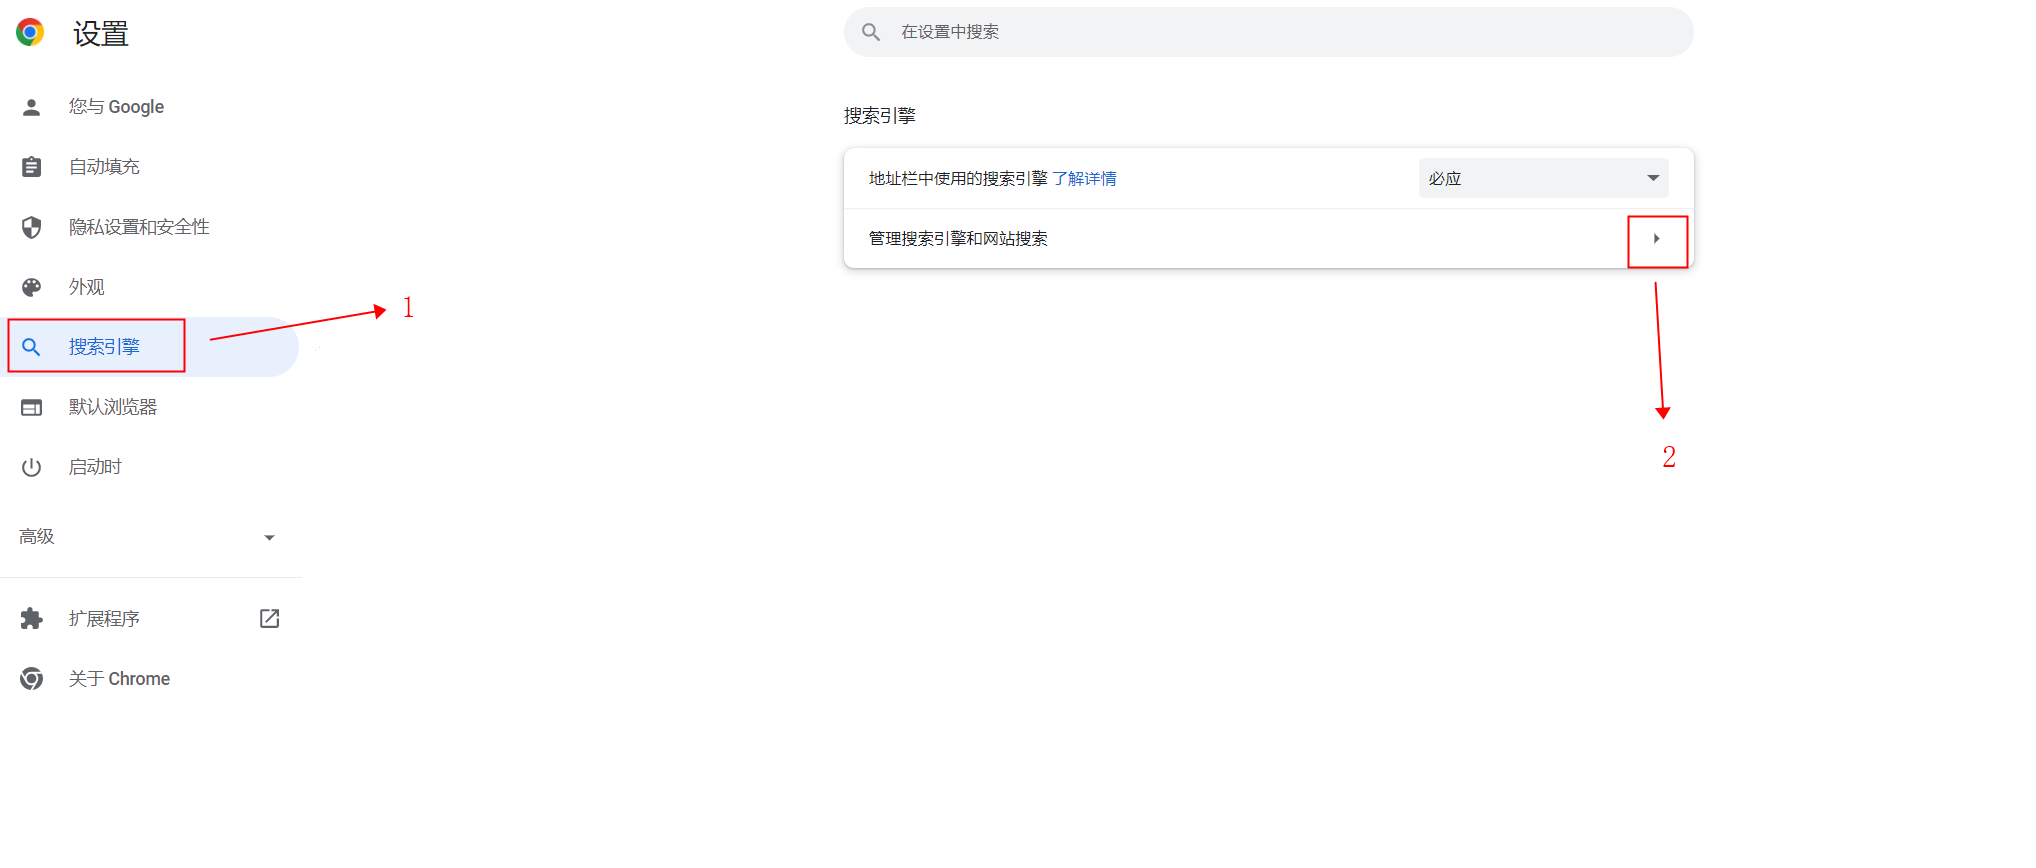 设置
在设置中搜索
您与 Google
自动填充
隐私设置和安全性
外观
搜索引擎
默认浏览器
启动时
高级
扩展程序
关于 Chrome
搜索引擎
地址栏中使用的搜索引擎 了解详情
必应
管理搜索引擎和网站搜索
1
2